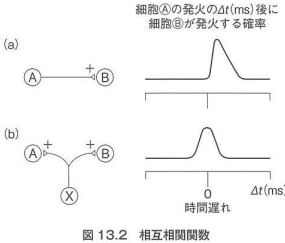 細胞Ⓐの発火のΔt(ms)後に
細胞Ⓑが発火する確率
(a)
Ⓐ + Ⓑ
(b)
Ⓐ + + Ⓑ
Ⓧ
0 Δt(ms)
時間遅れ
図 13.2 相互相関関数